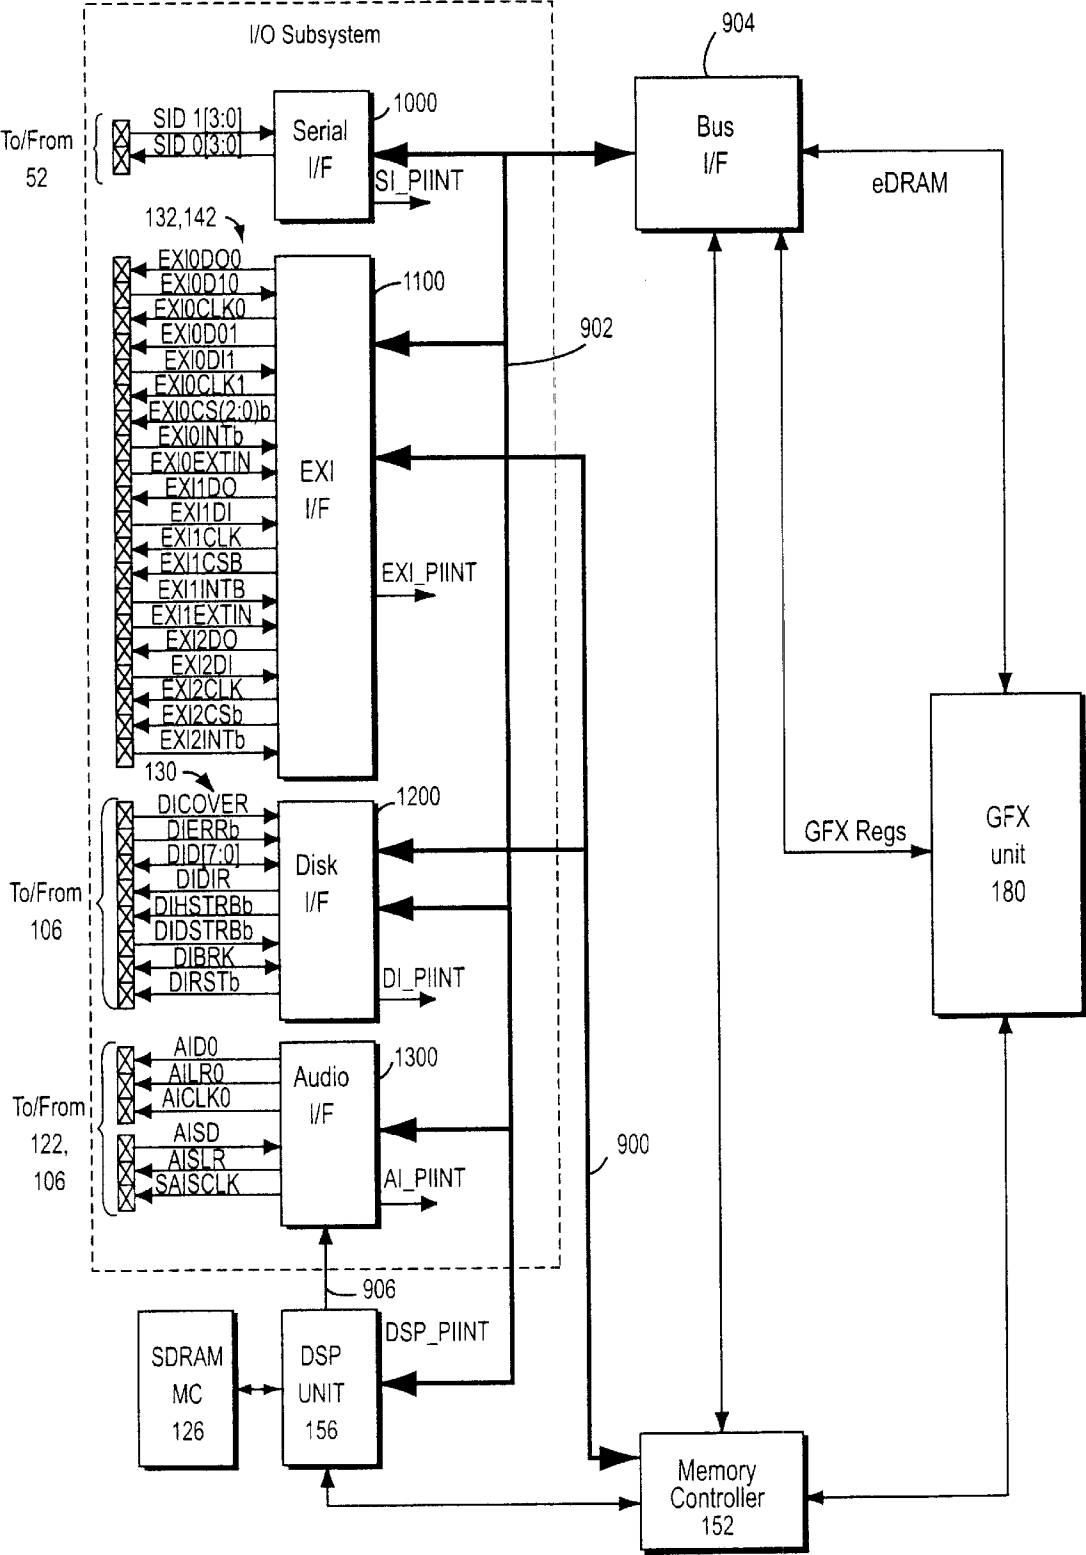 I/O Subsystem
904
To/From
52
SID 1[3:0]
SID 0[3:0]
Serial
I/F
1000
SI_PIINT
Bus
I/F
eDRAM
132,142
EXI0DO0
EXI0D10
EXI0CLK0
EXI0D01
EXI0DI1
EXI0CLK1
EXI0CS(2:0)b
EXI0INTb
EXI0EXTIN
EXI1DO
EXI1DI
EXI1CLK
EXI1CSB
EXI1INTB
EXI1EXTIN
EXI2DO
EXI2DI
EXI2CLK
EXI2CSb
EXI2INTb
EXI
I/F
1100
902
EXI_PIINT
130
To/From
106
DICOVER
DIERRb
DID[7:0]
DIDIR
DIHSTRBb
DIDSTRBb
DIBRK
DIRSTb
Disk
I/F
1200
DI_PIINT
GFX Regs
GFX
unit
180
To/From
122,
106
AID0
AILR0
AICLK0
AISD
AISLR
SAISCLK
Audio
I/F
1300
AI_PIINT
900
906
SDRAM
MC
126
DSP
UNIT
156
DSP_PIINT
Memory
Controller
152